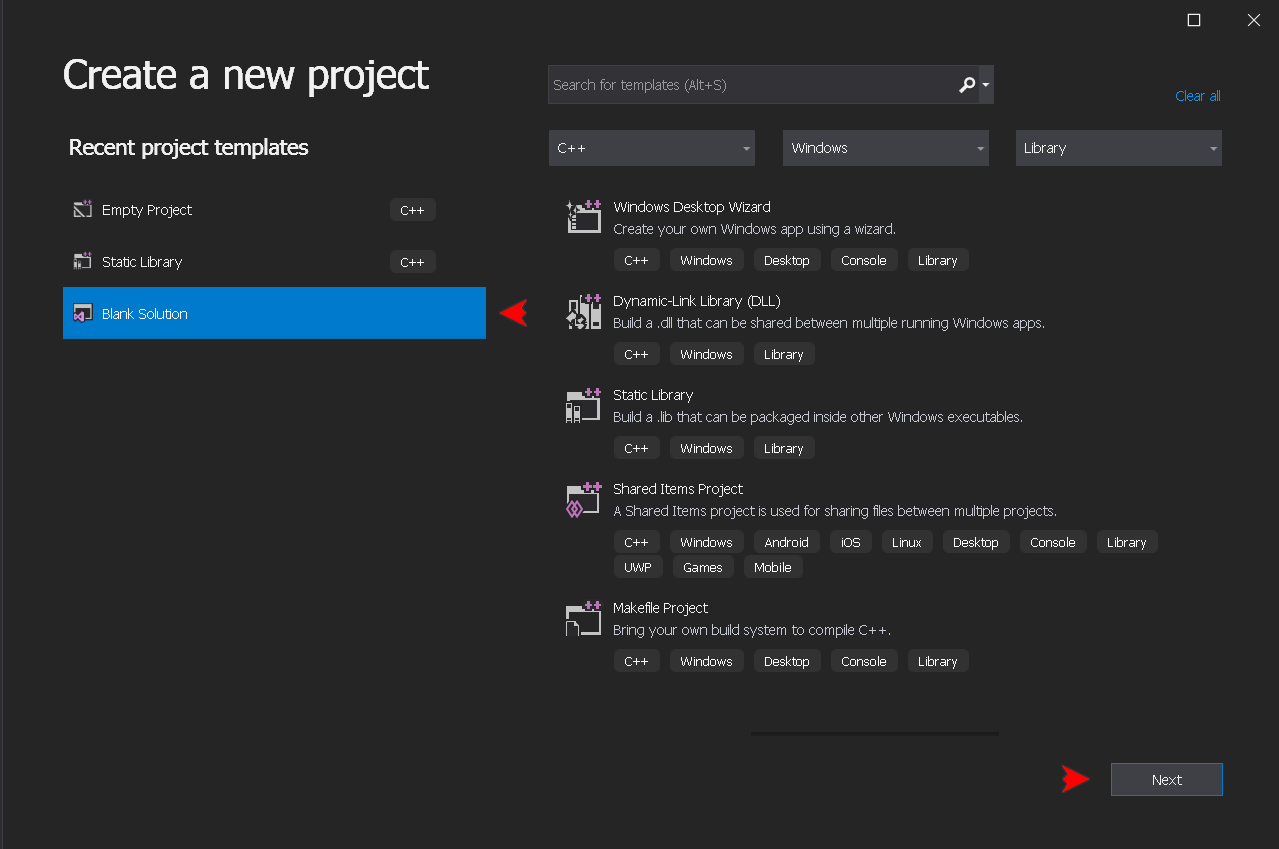 Create a new project
Search for templates (Alt+S)
Clear all
Recent project templates
C++
Windows
Library
Empty Project
C++
Static Library
C++
Blank Solution
Windows Desktop Wizard
Create your own Windows app using a wizard.
C++ Windows Desktop Console Library
Dynamic-Link Library (DLL)
Build a .dll that can be shared between multiple running Windows apps.
C++ Windows Library
Static Library
Build a .lib that can be packaged inside other Windows executables.
C++ Windows Library
Shared Items Project
A Shared Items project is used for sharing files between multiple projects.
C++ Windows Android iOS Linux Desktop Console Library
UWP Games Mobile
Makefile Project
Bring your own build system to compile C++.
C++ Windows Desktop Console Library
Next